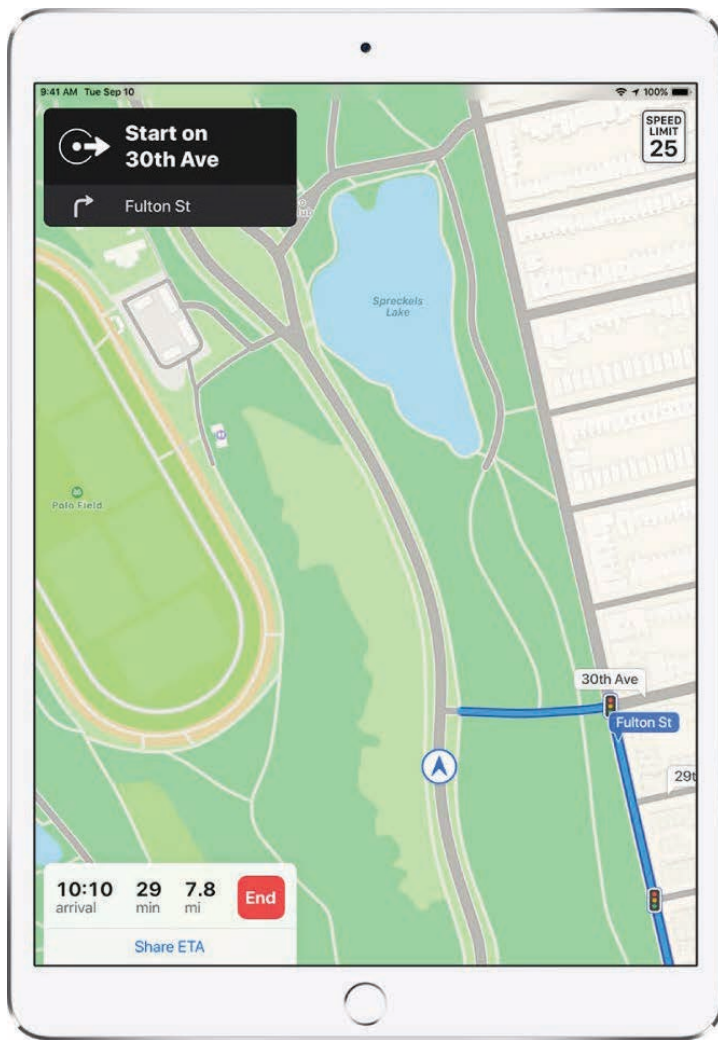 9:41 AM Tue Sep 10
100%
Start on
30th Ave
Fulton St
SPEED
LIMIT
25
Spreckels
Lake
Polo Field
30th Ave
Fulton St
10:10
arrival
29
min
7.8
mi
End
Share ETA